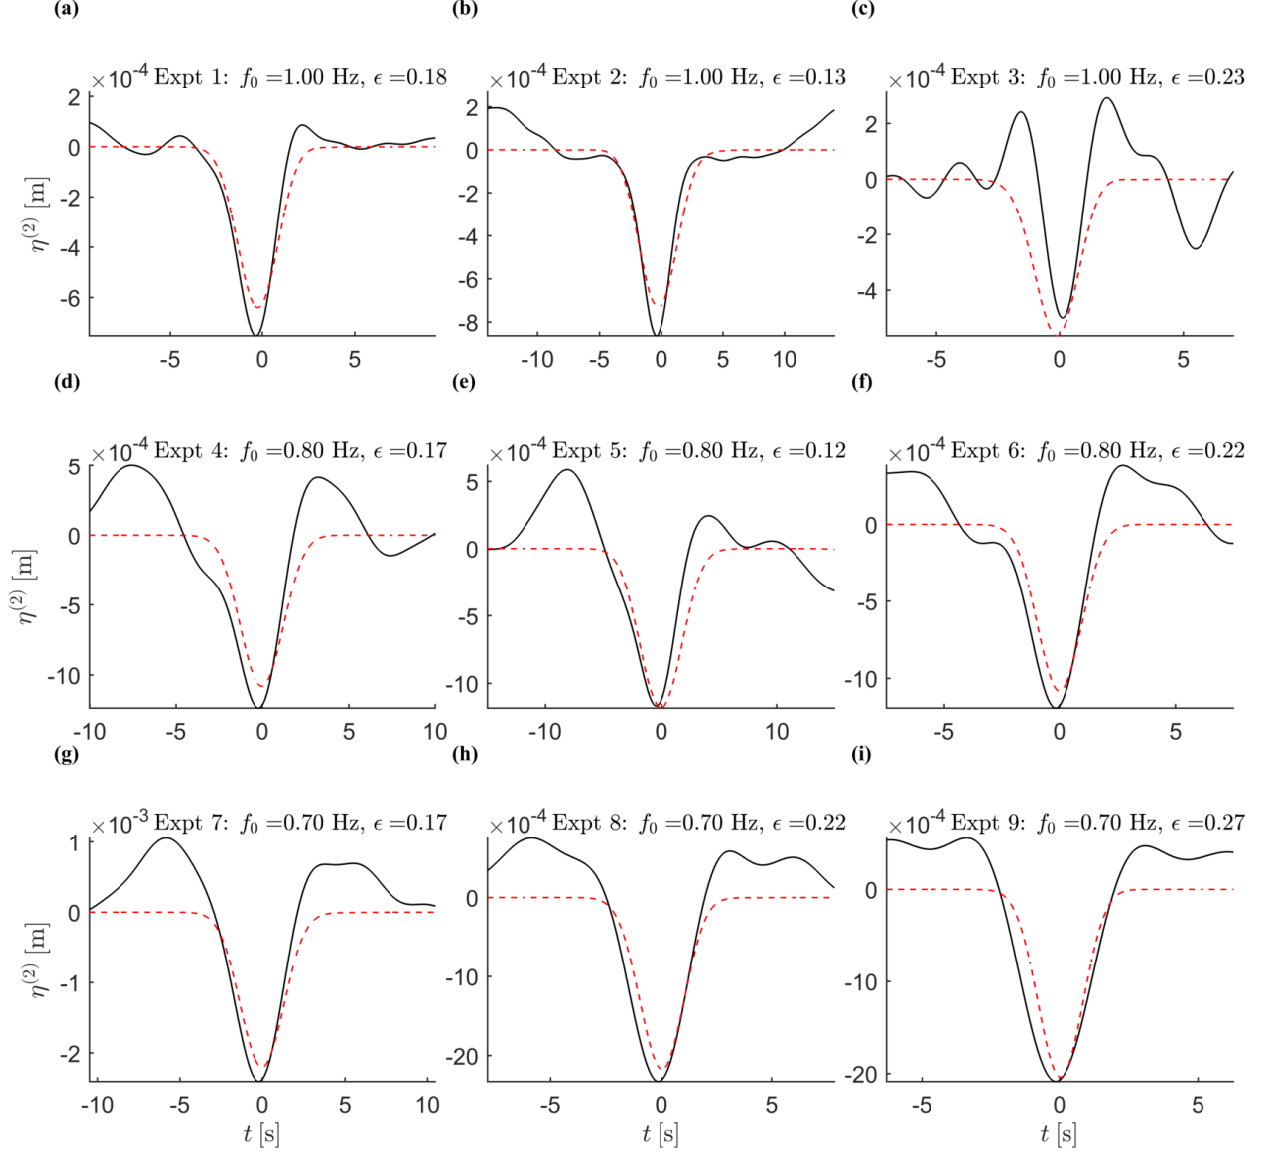 (a) (b) (c)
×10⁻⁴ Expt 1: f₀ =1.00 Hz, ϵ =0.18
2
0
-2
-4
-6
η⁽²⁾ [m]
-5 0 5
×10⁻⁴ Expt 2: f₀ =1.00 Hz, ϵ =0.13
2
0
-2
-4
-6
-8
-10 -5 0 5 10
×10⁻⁴ Expt 3: f₀ =1.00 Hz, ϵ =0.23
2
0
-2
-4
-5 0 5
(d) (e) (f)
×10⁻⁴ Expt 4: f₀ =0.80 Hz, ϵ =0.17
5
0
-5
-10
η⁽²⁾ [m]
-10 -5 0 5 10
×10⁻⁴ Expt 5: f₀ =0.80 Hz, ϵ =0.12
5
0
-5
-10
-10 0 10
×10⁻⁴ Expt 6: f₀ =0.80 Hz, ϵ =0.22
0
-5
-10
-5 0 5
(g) (h) (i)
×10⁻³ Expt 7: f₀ =0.70 Hz, ϵ =0.17
1
0
-1
-2
η⁽²⁾ [m]
-10 -5 0 5 10
t [s]
×10⁻⁴ Expt 8: f₀ =0.70 Hz, ϵ =0.22
0
-10
-20
-5 0 5
t [s]
×10⁻⁴ Expt 9: f₀ =0.70 Hz, ϵ =0.27
0
-10
-20
-5 0 5
t [s]